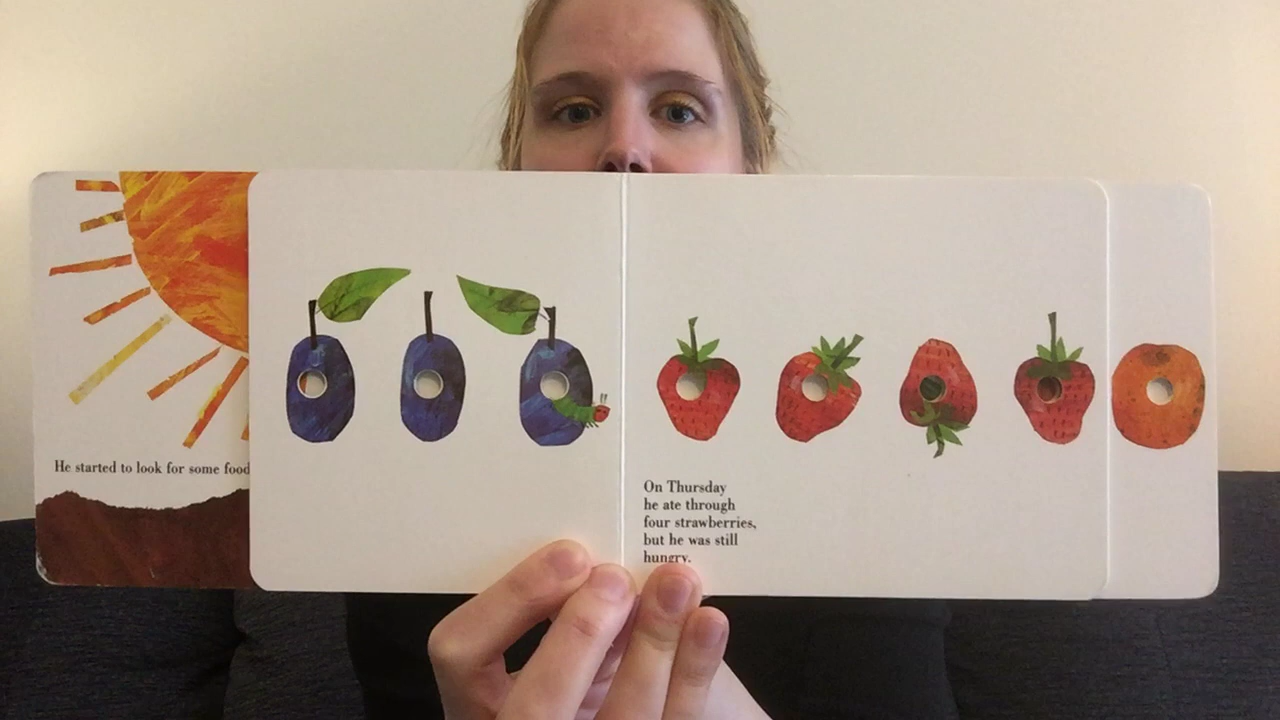 He started to look for some food
On Thursday
he ate through
four strawberries,
but he was still
hungry.